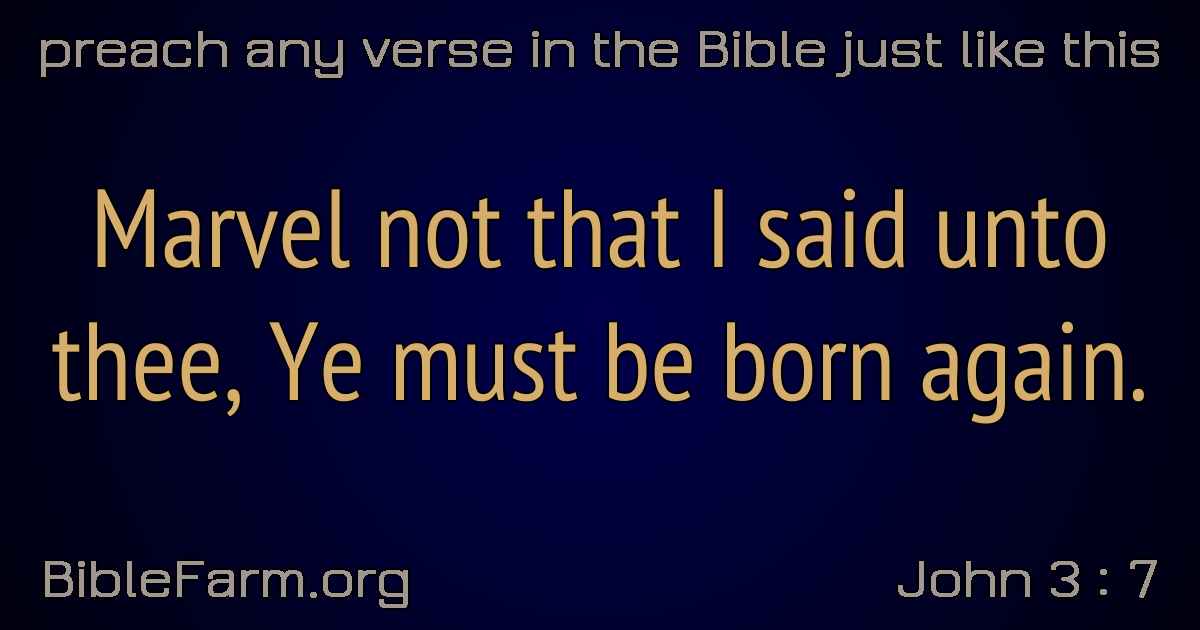 preach any verse in the Bible just like this
Marvel not that I said unto
thee, Ye must be born again.
BibleFarm.org
John 3 : 7